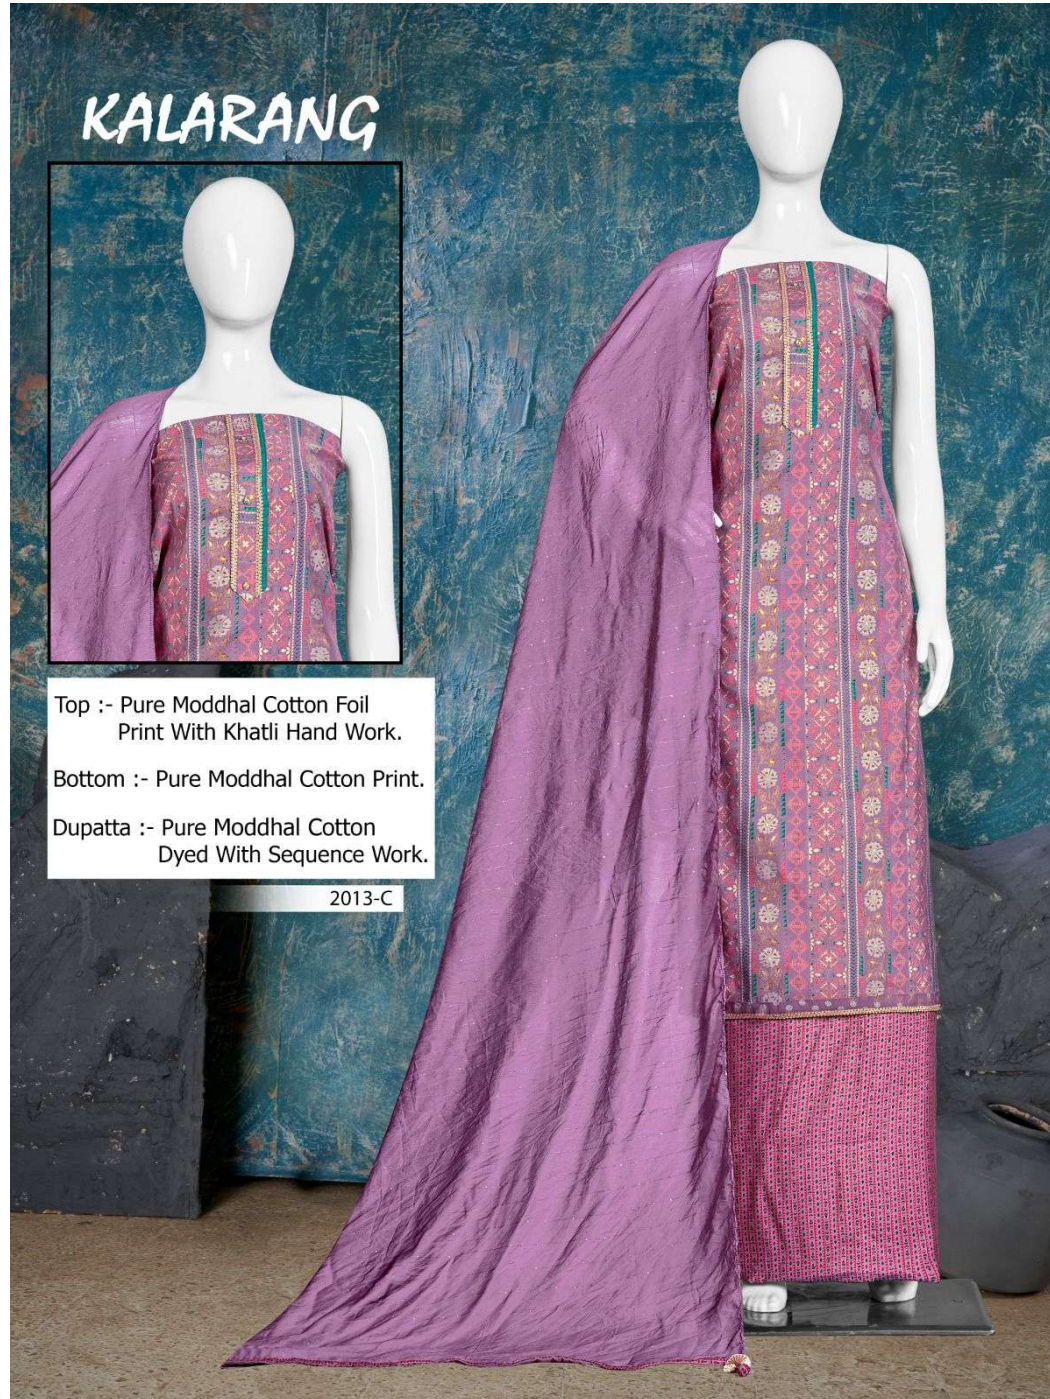 KALARANG
Top :- Pure Moddhal Cotton Foil
Print With Khatli Hand Work.
Bottom :- Pure Moddhal Cotton Print.
Dupatta :- Pure Moddhal Cotton
Dyed With Sequence Work.
2013-C